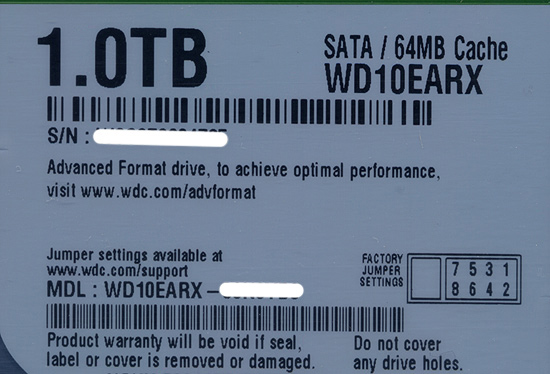 1.0TB
SATA / 64MB Cache
WD10EARX
S/N :
Advanced Format drive, to achieve optimal performance,
visit www.wdc.com/advformat
Jumper settings available at
www.wdc.com/support
MDL : WD10EARX–
FACTORY
JUMPER
SETTINGS
7 5 3 1
8 6 4 2
Product warranty will be void if seal,
label or cover is removed or damaged.
Do not cover
any drive holes.